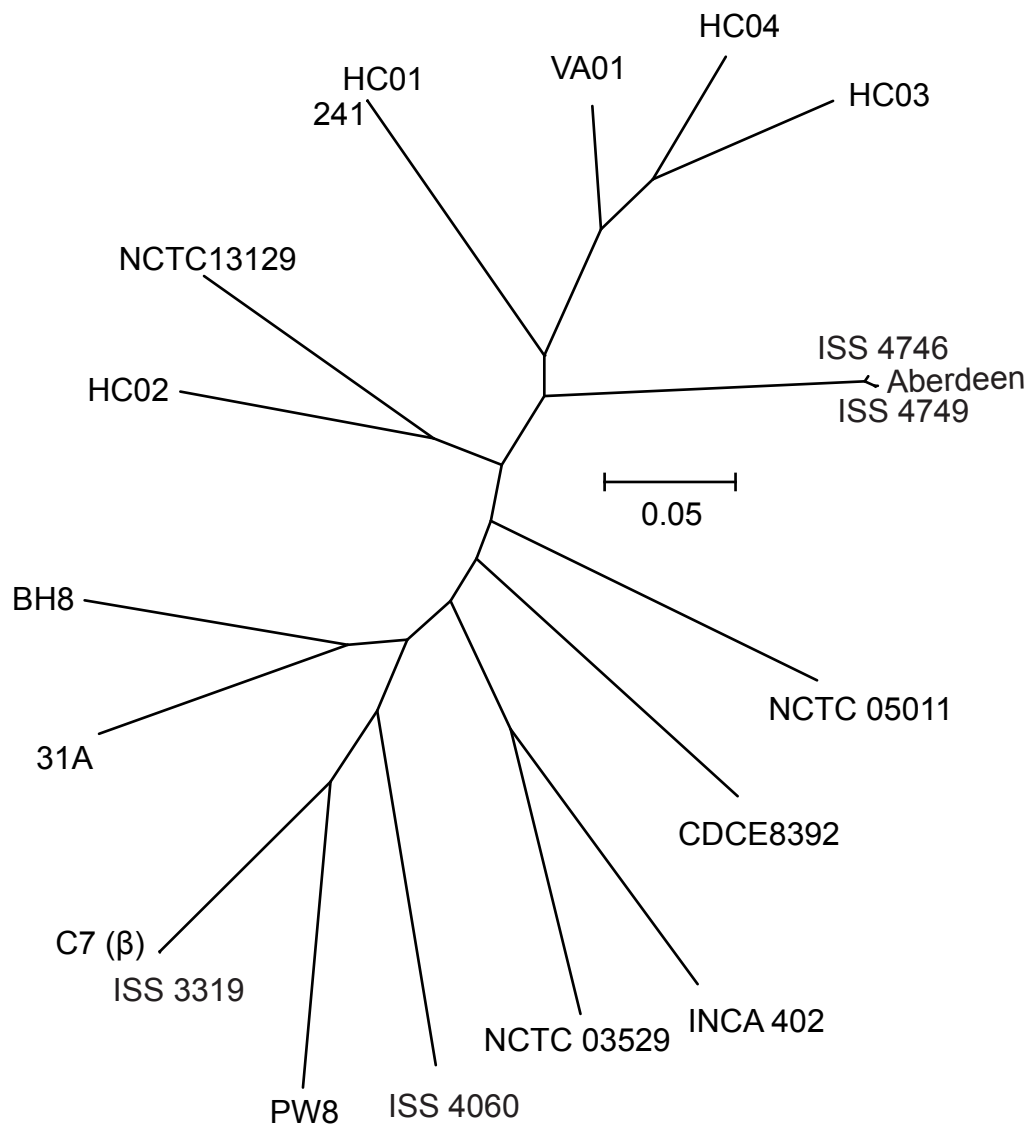 HC04
VA01
HC01
HC03
241
NCTC13129
ISS 4746
Aberdeen
HC02
ISS 4749
0.05
BH8
NCTC 05011
31A
CDCE8392
C7 (β)
ISS 3319
INCA 402
NCTC 03529
ISS 4060
PW8